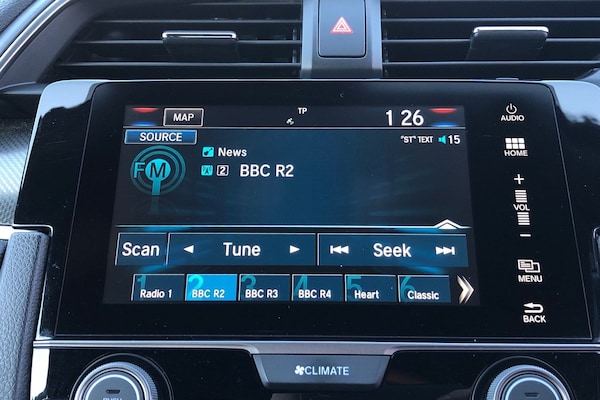 MAP
TP
1 26
AUDIO
SOURCE
"ST" TEXT 15
News
FM
2 BBC R2
HOME
+
VOL
-
Scan Tune Seek
MENU
1 Radio 1
2 BBC R2
3 BBC R3
4 BBC R4
5 Heart
6 Classic
BACK
CLIMATE